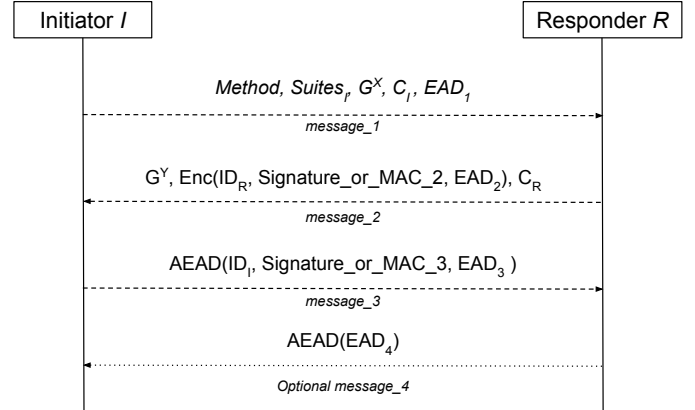 Initiator I
Responder R
Method, Suites_I, G^X, C_I, EAD_1
message_1
G^Y, Enc(ID_R, Signature_or_MAC_2, EAD_2), C_R
message_2
AEAD(ID_I, Signature_or_MAC_3, EAD_3 )
message_3
AEAD(EAD_4)
Optional message_4